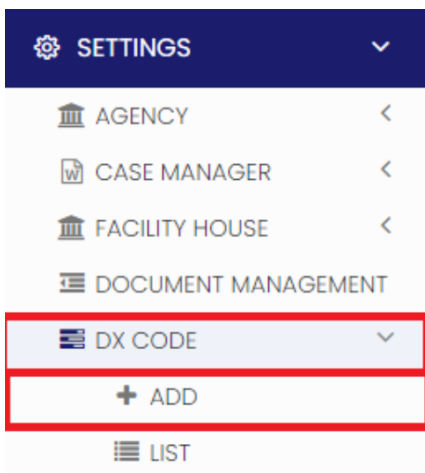 SETTINGS
AGENCY
CASE MANAGER
FACILITY HOUSE
DOCUMENT MANAGEMENT
DX CODE
ADD
LIST